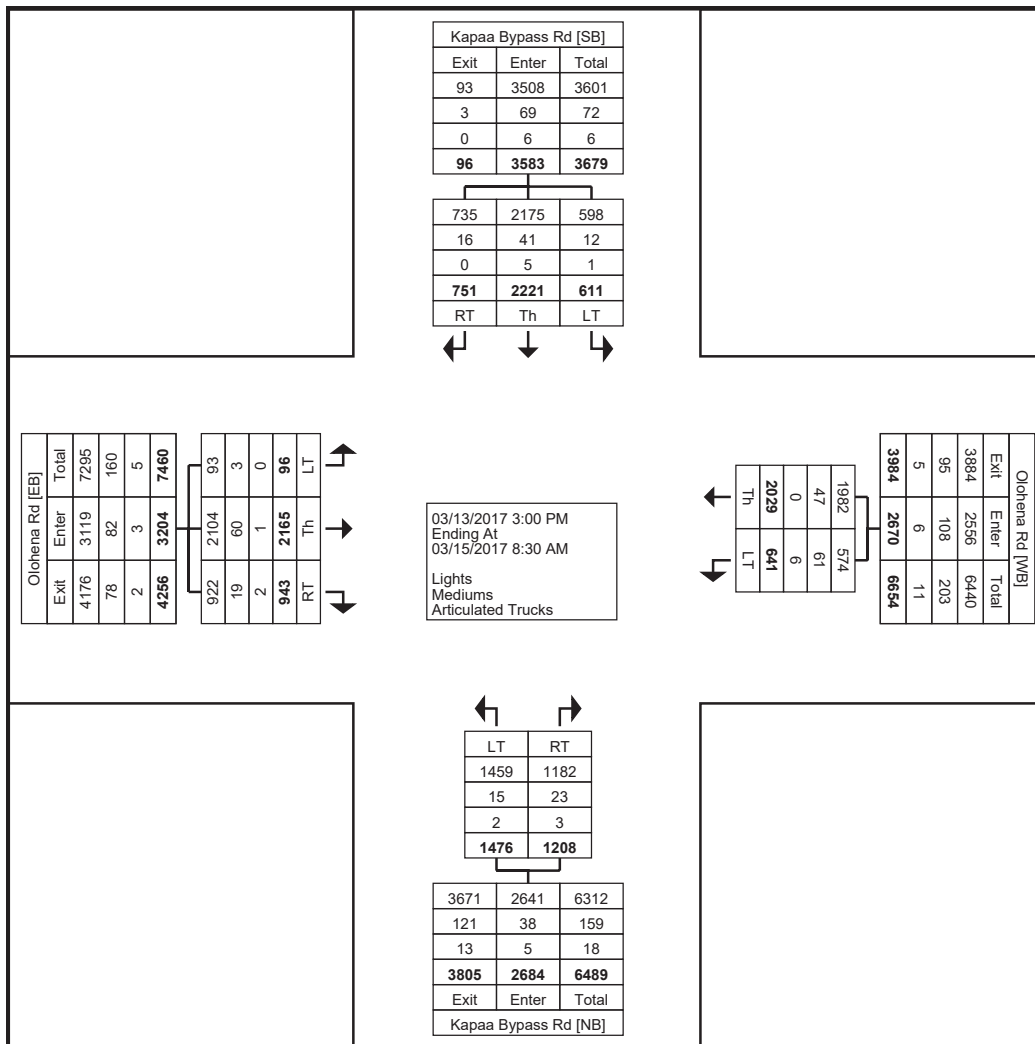 Kapaa Bypass Rd [SB]
Exit Enter Total
93 3508 3601
3 69 72
0 6 6
96 3583 3679
735 2175 598
16 41 12
0 5 1
751 2221 611
RT Th LT
Olohena Rd [EB]
Total Enter Exit
7295 3119 4176
160 82 78
5 3 2
7460 3204 4256
93 2104 922
3 60 19
0 1 2
96 2165 943
LT Th RT
03/13/2017 3:00 PM
Ending At
03/15/2017 8:30 AM
Lights
Mediums
Articulated Trucks
Olohena Rd [WB]
Exit Enter Total
3884 2556 6440
95 108 203
5 6 11
3984 2670 6654
1982 574
47 61
0 6
2029 641
Th LT
LT RT
1459 1182
15 23
2 3
1476 1208
3671 2641 6312
121 38 159
13 5 18
3805 2684 6489
Exit Enter Total
Kapaa Bypass Rd [NB]